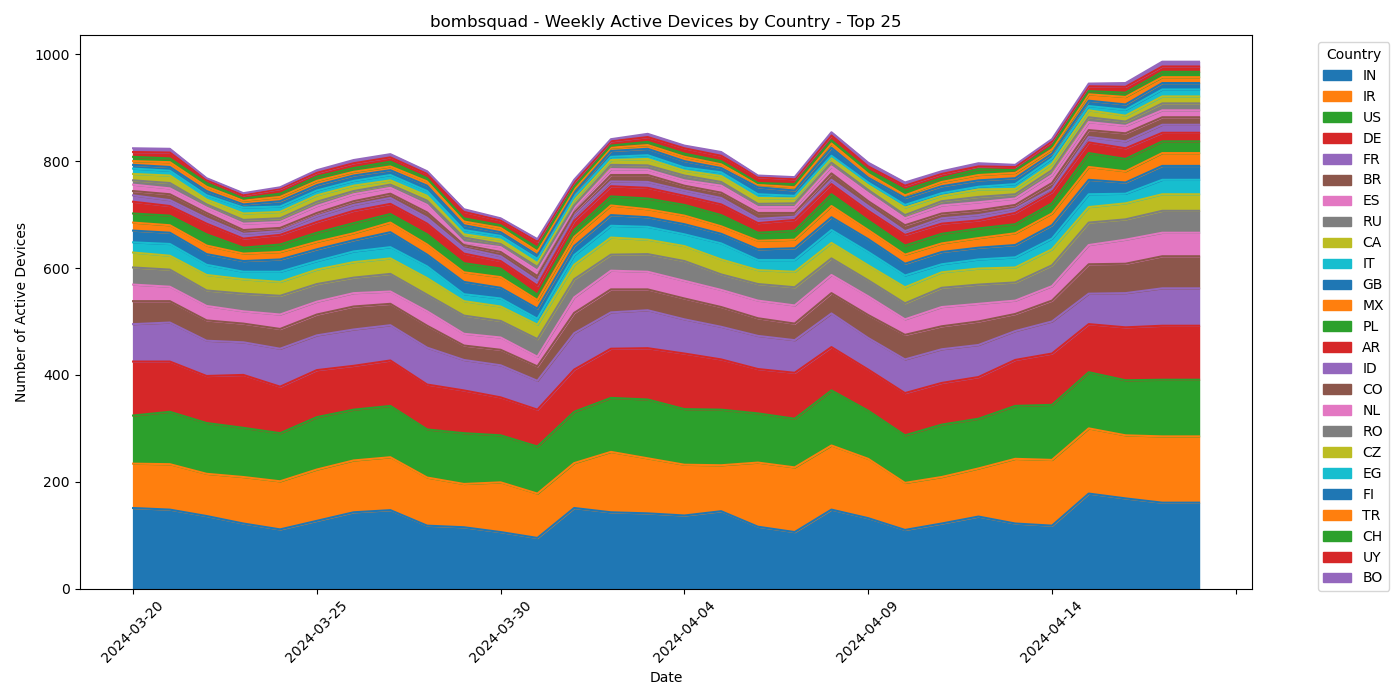 bombsquad - Weekly Active Devices by Country - Top 25
1000
800
600
400
200
0
Number of Active Devices
2024-03-20
2024-03-25
2024-03-30
2024-04-04
2024-04-09
2024-04-14
Date
Country
IN
IR
US
DE
FR
BR
ES
RU
CA
IT
GB
MX
PL
AR
ID
CO
NL
RO
CZ
EG
FI
TR
CH
UY
BO